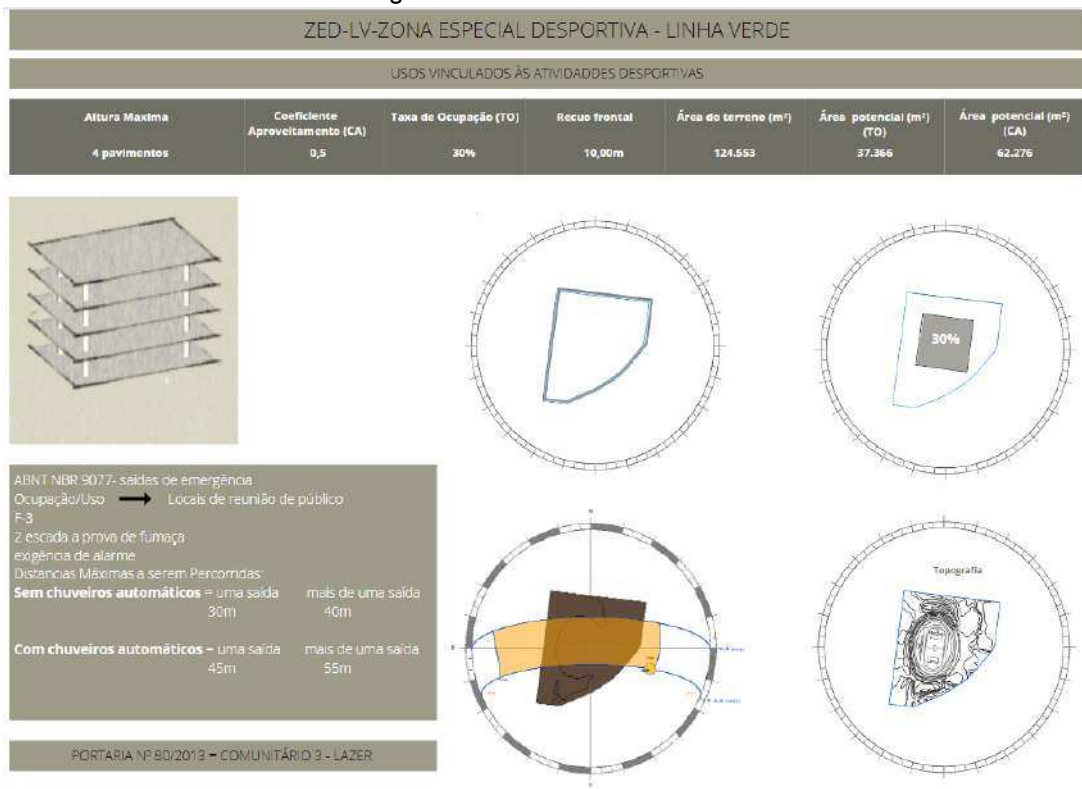 ZED-LV-ZONA ESPECIAL DESPORTIVA - LINHA VERDE
USOS VINCULADOS ÀS ATIVIDADDES DESPORTIVAS
Altura Maxima
4 pavimentos
Coeficiente
Aproveitamento (CA)
0,5
Taxa de Ocupação (TO)
30%
Recuo frontal
10,00m
Área do terreno (m²)
124.553
Área potencial (m²)
(TO)
37.366
Área potencial (m²)
(CA)
62.276
30%
ABNT NBR 9077- saídas de emergência
Ocupação/Uso → Locais de reunião de público
F-3
2 escada a prova de fumaça
exigência de alarme
Distancias Máximas a serem Percorridas:
Sem chuveiros automáticos = uma saída mais de uma saída
30m 40m
Com chuveiros automáticos = uma saída mais de uma saída
45m 55m
Topografia
PORTARIA Nº 80/2013 = COMUNITÁRIO 3 - LAZER